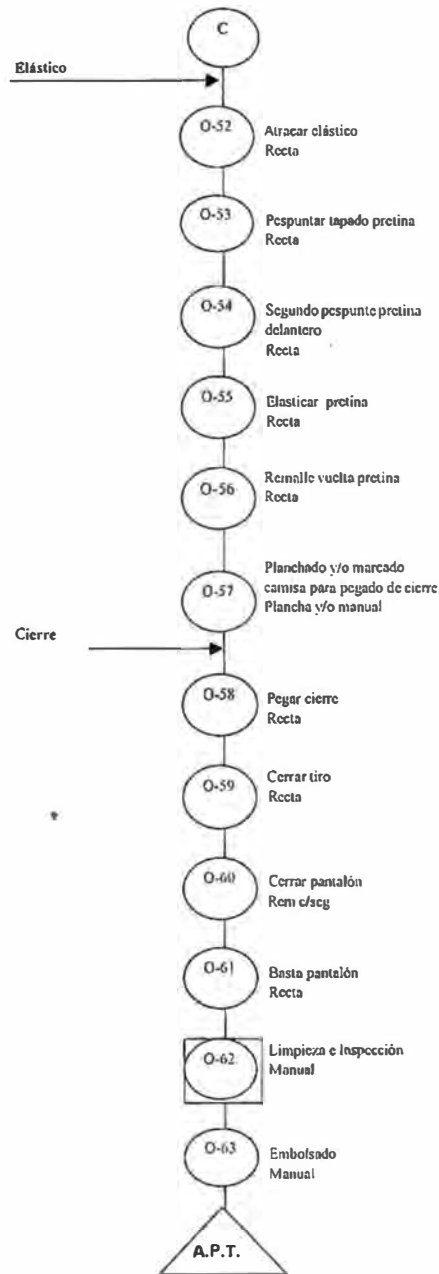 C
Elástico
O-52
Atracar elástico
Recta
O-53
Pespuntar tapado pretina
Recta
O-54
Segundo pespunte pretina
delantero
Recta
O-55
Elasticar pretina
Recta
O-56
Remalle vuelta pretina
Recta
O-57
Planchado y/o marcado
camisa para pegado de cierre
Plancha y/o manual
Cierre
O-58
Pegar cierre
Recta
O-59
Cerrar tiro
Recta
O-60
Cerrar pantalón
Rem c/seg
O-61
Basta pantalón
Recta
O-62
Limpieza e Inspección
Manual
O-63
Embolsado
Manual
A.P.T.